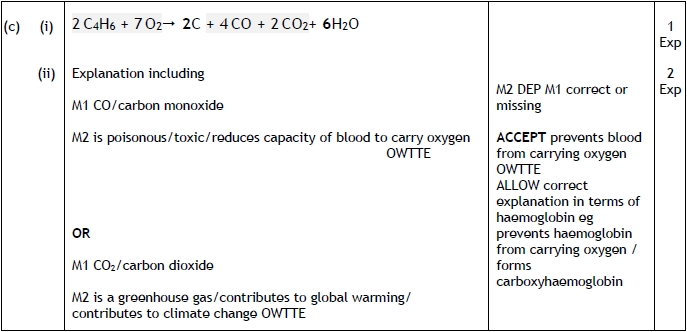 (c) (i) 2 C4H6 + 7 O2→ 2C + 4 CO + 2 CO2+ 6H2O 1
Exp
(ii) Explanation including 2
Exp
M1 CO/carbon monoxide
M2 is poisonous/toxic/reduces capacity of blood to carry oxygen
OWTTE
OR
M1 CO2/carbon dioxide
M2 is a greenhouse gas/contributes to global warming/
contributes to climate change OWTTE
M2 DEP M1 correct or
missing
ACCEPT prevents blood
from carrying oxygen
OWTTE
ALLOW correct
explanation in terms of
haemoglobin eg
prevents haemoglobin
from carrying oxygen /
forms
carboxyhaemoglobin